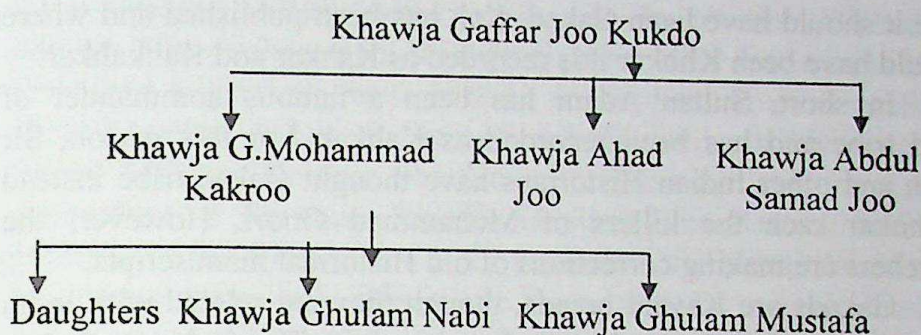 Khawja Gaffar Joo Kukdo
Khawja G.Mohammad Khawja Ahad Khawja Abdul
Kakroo Joo Samad Joo
Daughters Khawja Ghulam Nabi Khawja Ghulam Mustafa